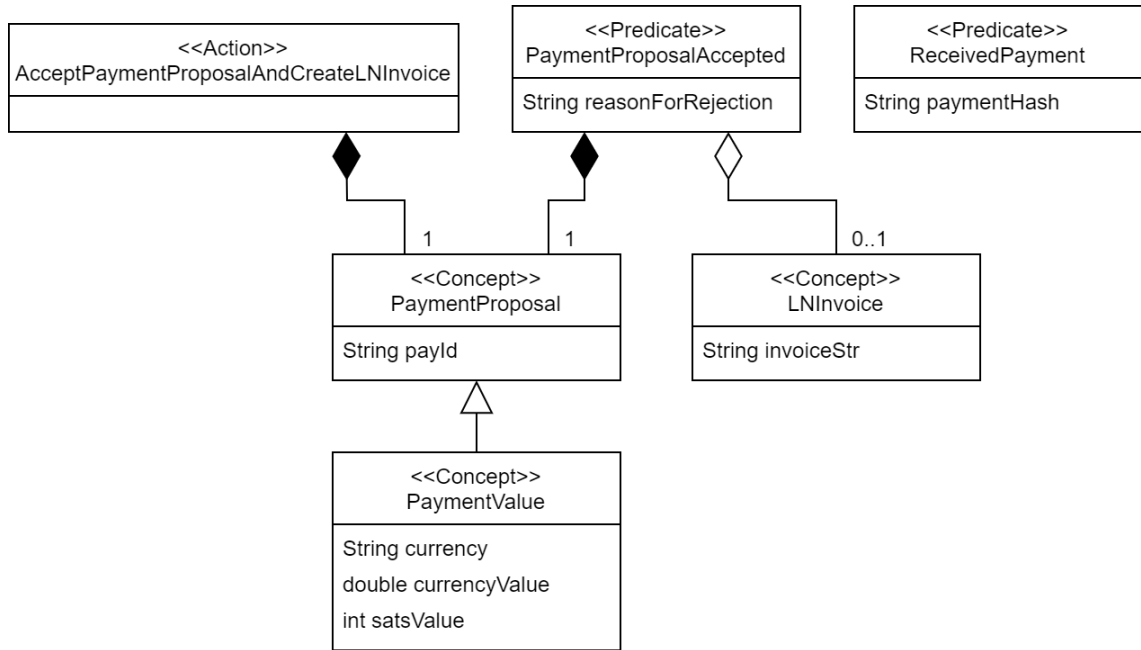 <<Action>>
AcceptPaymentProposalAndCreateLNInvoice
<<Predicate>>
PaymentProposalAccepted
String reasonForRejection
<<Predicate>>
ReceivedPayment
String paymentHash
1
1
0..1
<<Concept>>
PaymentProposal
String payId
<<Concept>>
LNInvoice
String invoiceStr
<<Concept>>
PaymentValue
String currency
double currencyValue
int satsValue